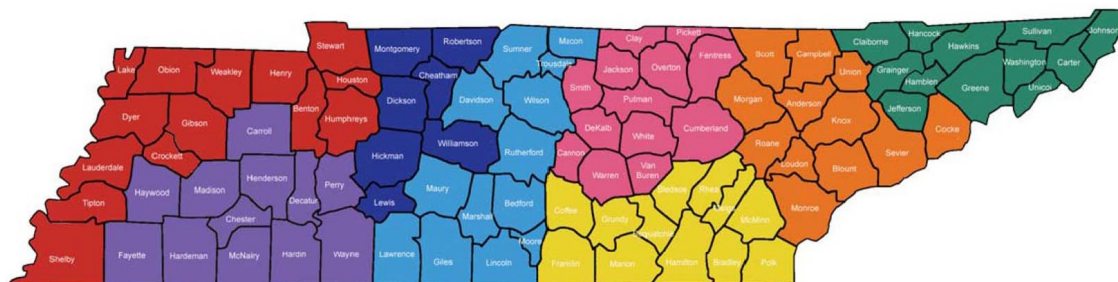 Stewart
Montgomery
Robertson
Sumner
Macon
Clay
Pickett
Scott
Campbell
Claiborne
Hancock
Hawkins
Sullivan
Johnson
Lake
Obion
Weakley
Henry
Houston
Cheatham
Trousdale
Jackson
Overton
Fentress
Union
Grainger
Hamblen
Washington
Carter
Dickson
Davidson
Wilson
Smith
Putman
Morgan
Anderson
Knox
Jefferson
Greene
Unicoi
Dyer
Gibson
Benton
Humphreys
Carroll
DeKalb
White
Cumberland
Cocke
Crockett
Hickman
Williamson
Rutherford
Cannon
Roane
Loudon
Blount
Sevier
Lauderdale
Haywood
Madison
Henderson
Decatur
Perry
Warren
Van
Buren
Bledsoe
Rhea
Tipton
Lewis
Maury
Marshal
Bedford
Coffee
Grundy
McMinn
Monroe
Chester
Moore
Shelby
Fayette
Hardeman
McNairy
Hardin
Wayne
Lawrence
Giles
Lincoln
Franklin
Marion
Hamilton
Bradley
Polk